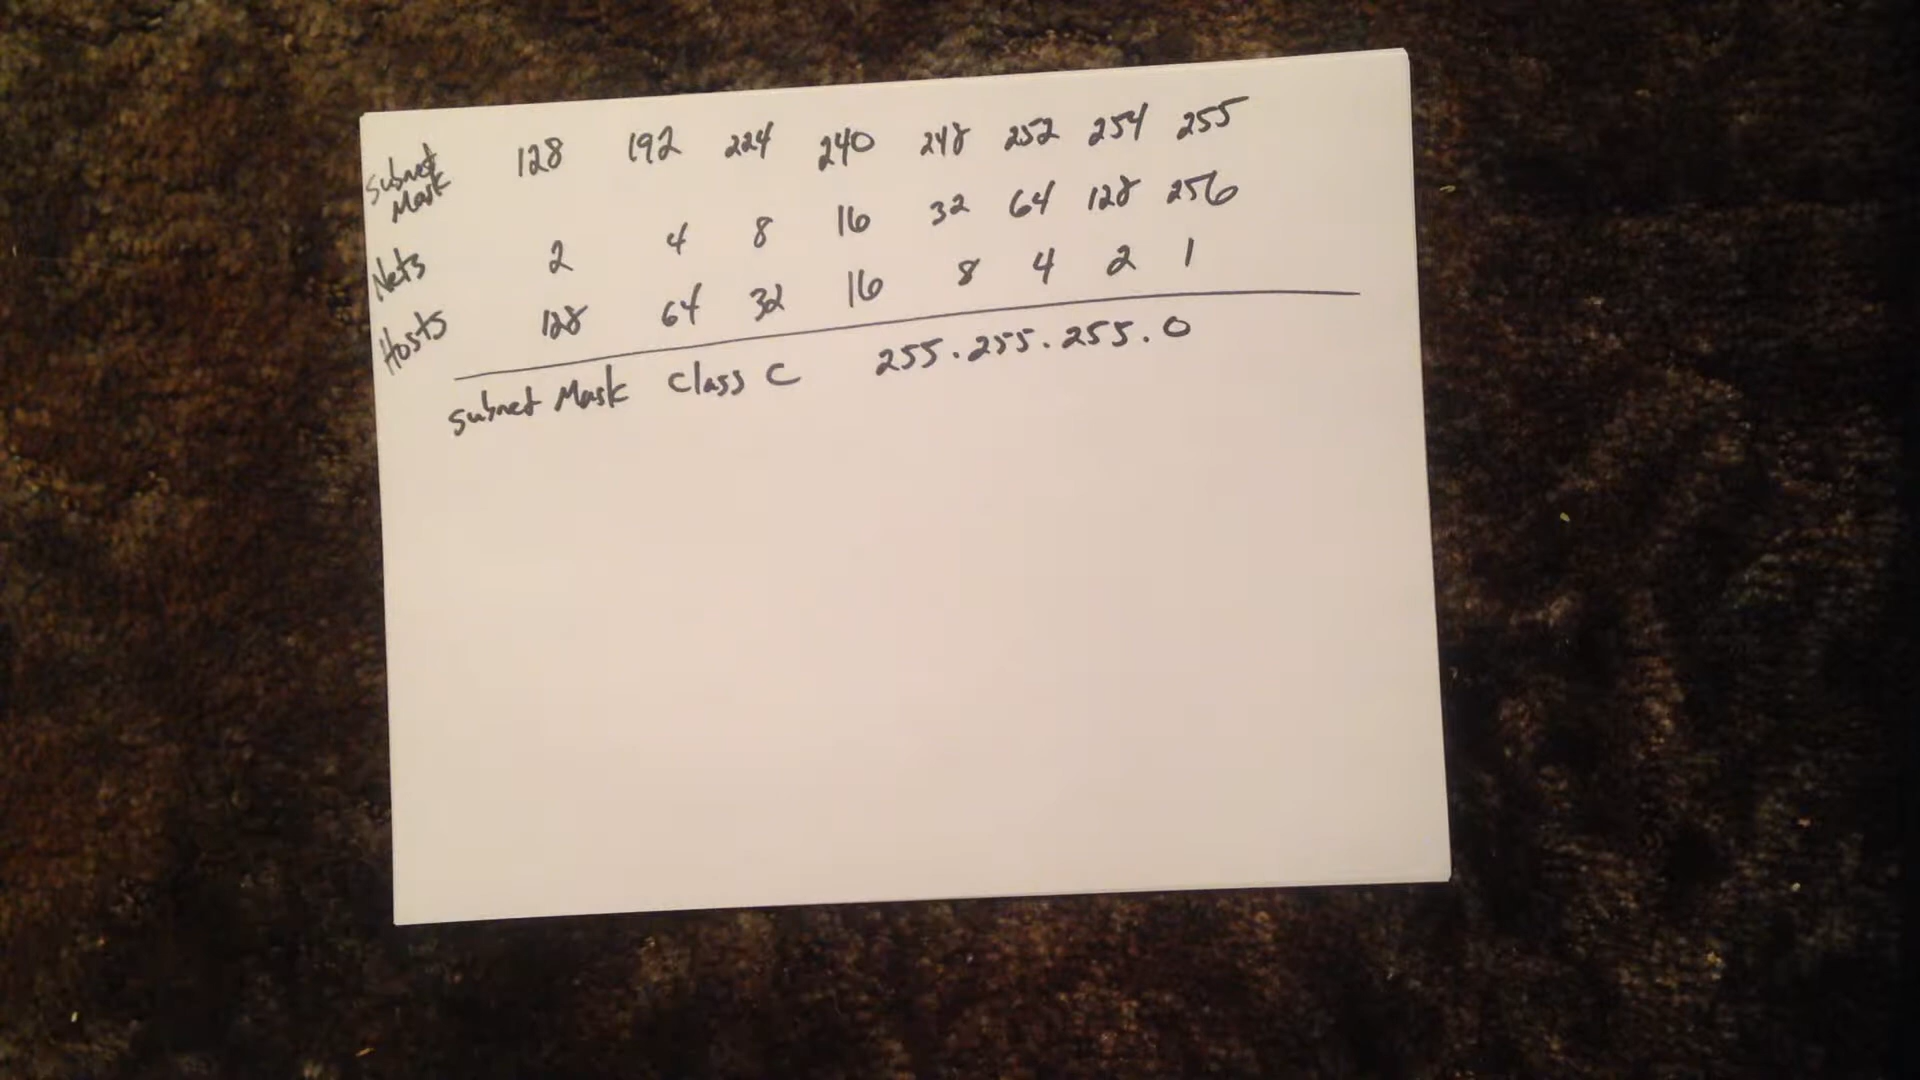 Subnet Mask 128 192 224 240 248 252 254 255
Nets 2 4 8 16 32 64 128 256
Hosts 128 64 32 16 8 4 2 1
Subnet Mask Class C 255.255.255.0